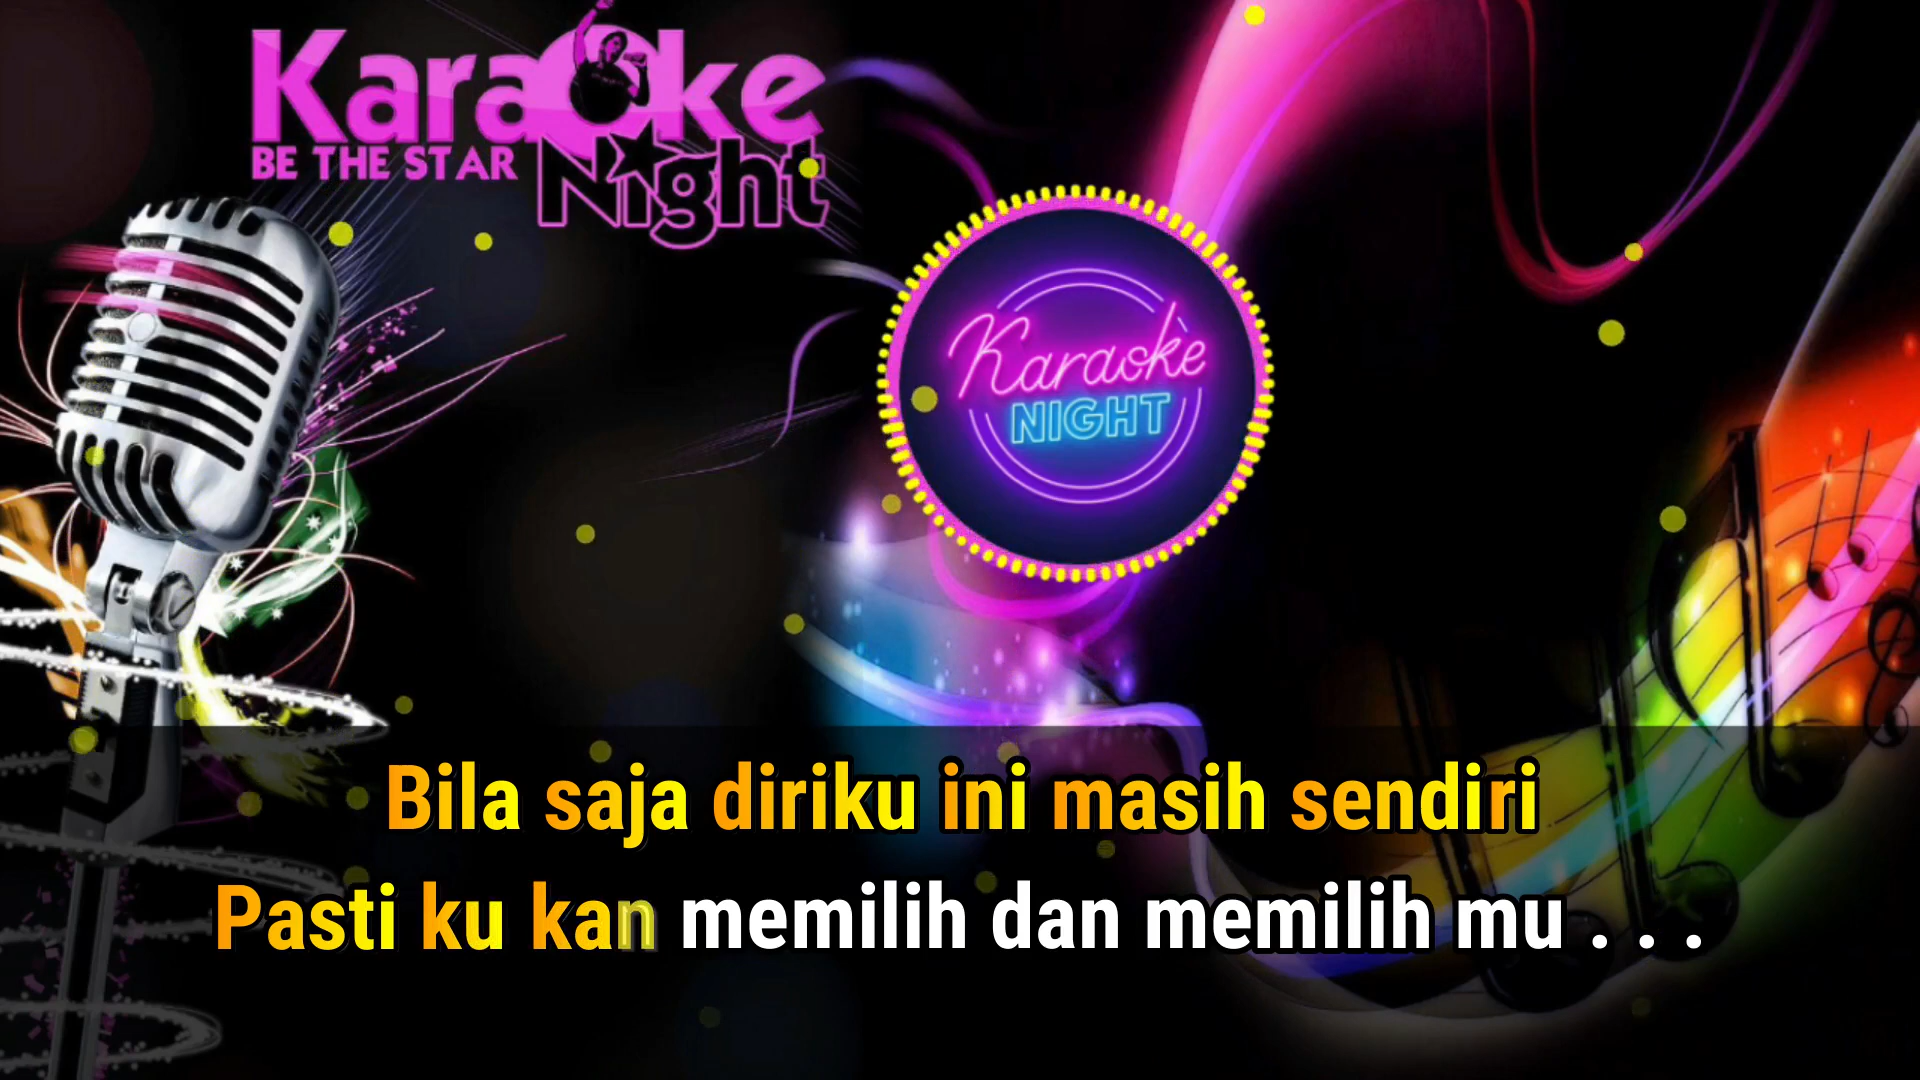 KaraOke
BE THE STAR
Night
Karaoke
NIGHT
Bila saja diriku ini masih sendiri
Pasti ku kan memilih dan memilih mu . . .